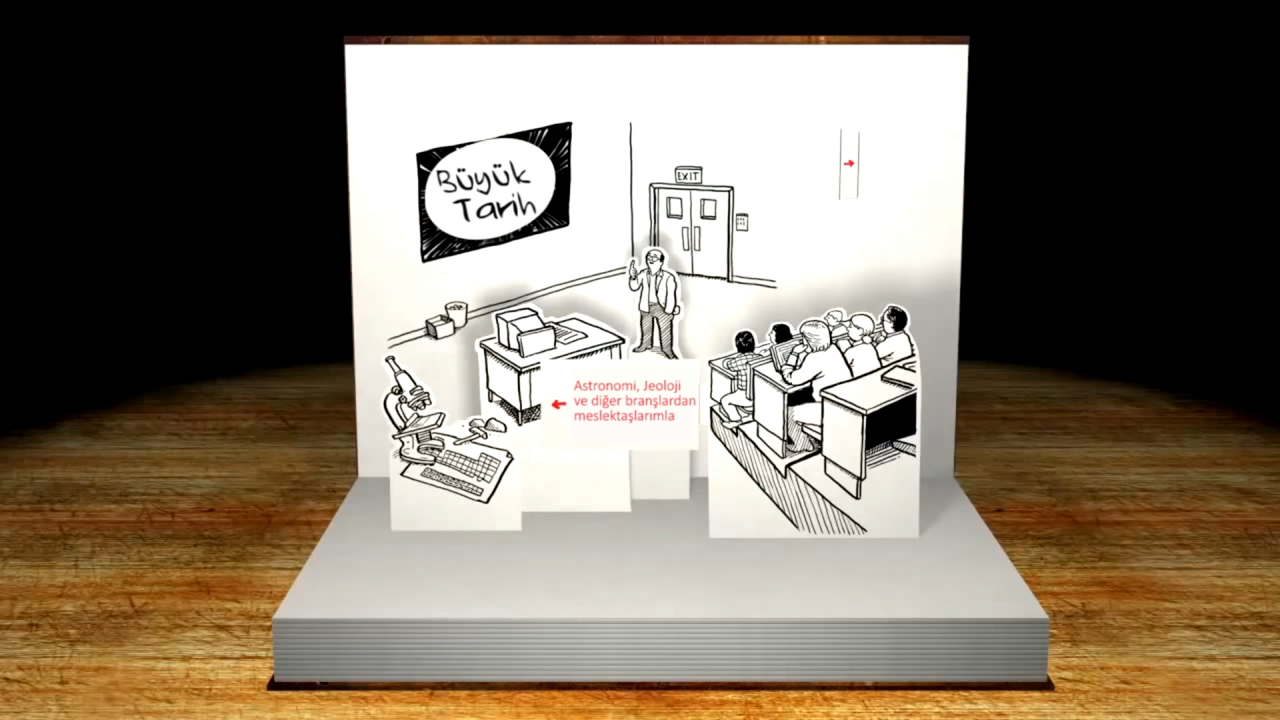 Büyük
Tarih
EXIT
Astronomi, Jeoloji
ve diğer branşlardan
meslektaşlarımla